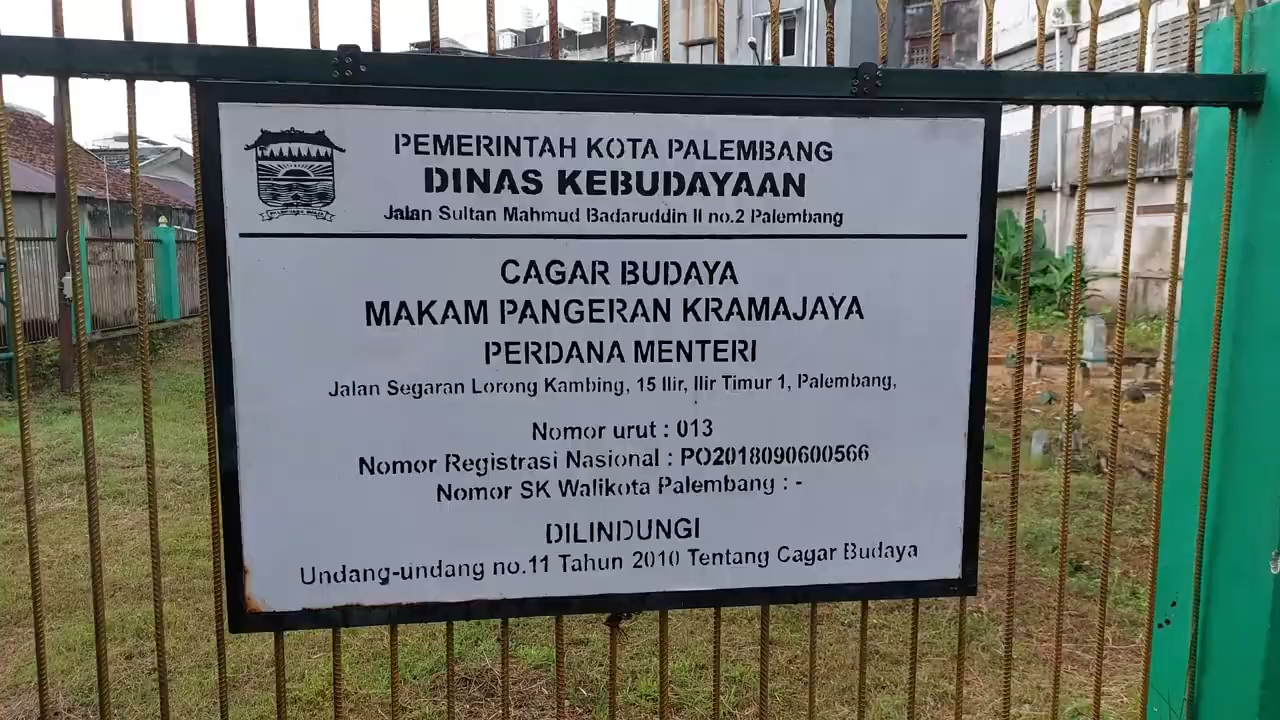 PEMERINTAH KOTA PALEMBANG
DINAS KEBUDAYAAN
Jalan Sultan Mahmud Badaruddin II no.2 Palembang
CAGAR BUDAYA
MAKAM PANGERAN KRAMAJAYA
PERDANA MENTERI
Jalan Segaran Lorong Kambing, 15 Ilir, Ilir Timur 1, Palembang,
Nomor urut : 013
Nomor Registrasi Nasional : PO2018090600566
Nomor SK Walikota Palembang : -
DILINDUNGI
Undang-undang no.11 Tahun 2010 Tentang Cagar Budaya